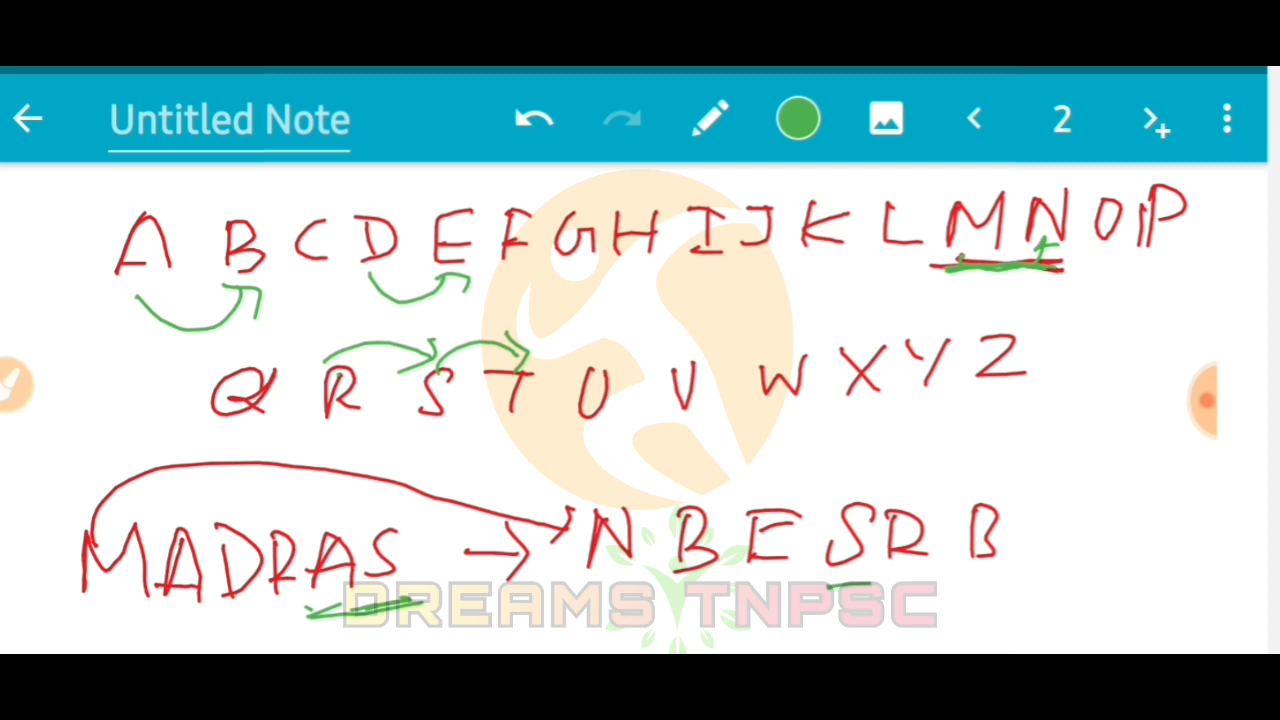 Untitled Note
2
A B C D E F G H I J K L M N O P
Q R S T U V W X Y Z
MADRAS → N B E S R B
DREAMS TNPSC